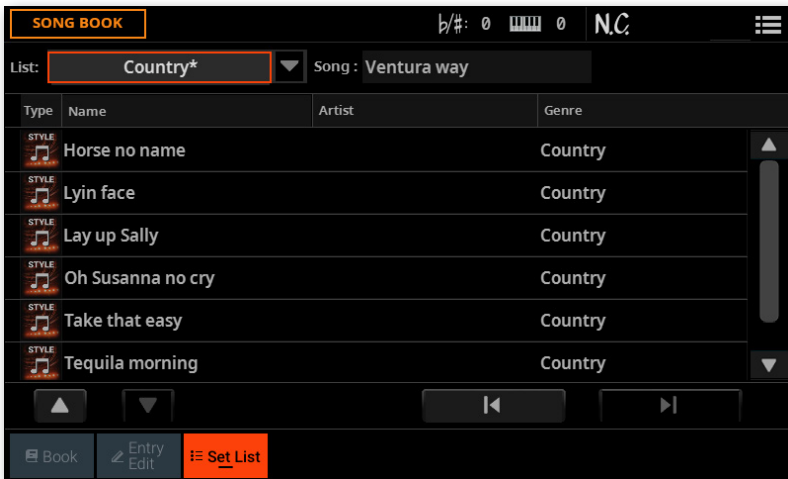 SONG BOOK b/#: 0 0 N.C.
List: Country* Song: Ventura way
Type Name Artist Genre
STYLE Horse no name Country
STYLE Lyin face Country
STYLE Lay up Sally Country
STYLE Oh Susanna no cry Country
STYLE Take that easy Country
STYLE Tequila morning Country
Book Entry Edit Set List